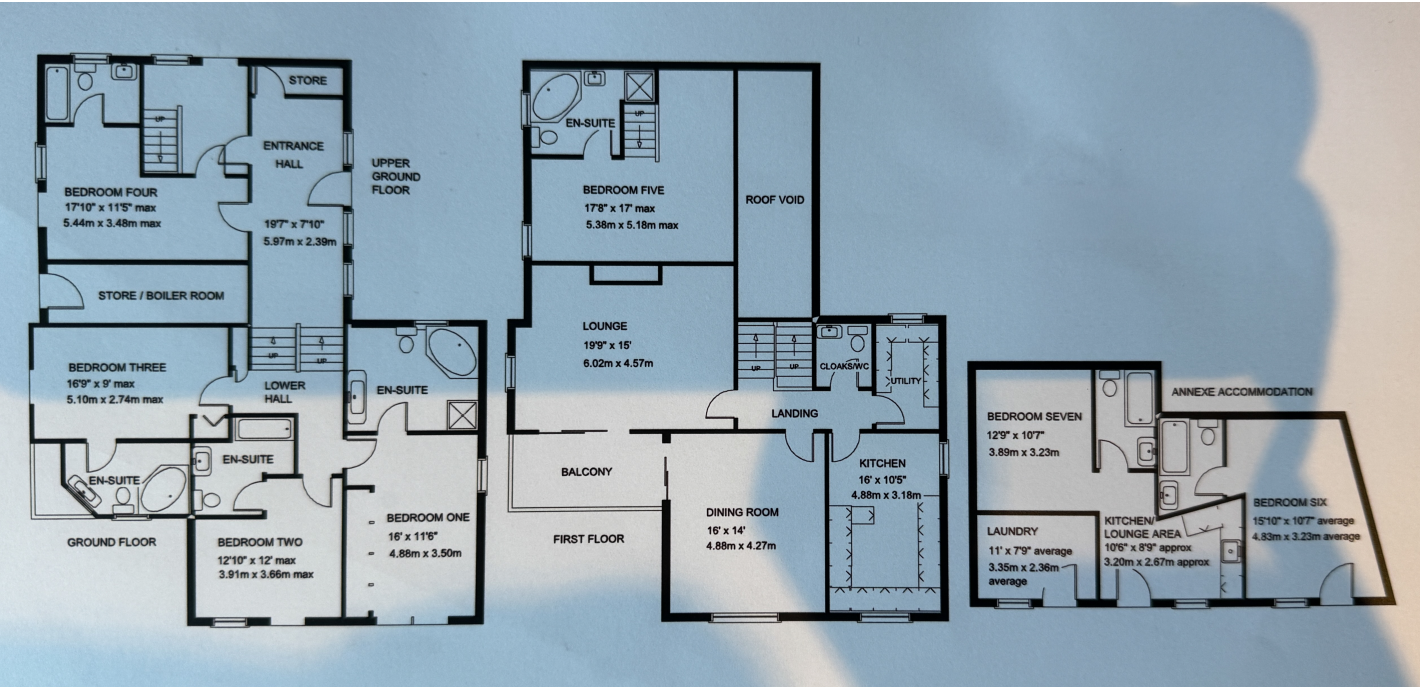 STORE
ENTRANCE
HALL
19'7" x 7'10"
5.97m x 2.39m
UP
BEDROOM FOUR
17'10" x 11'5" max
5.44m x 3.48m max
UPPER
GROUND
FLOOR
STORE / BOILER ROOM
UP
UP
BEDROOM THREE
16'9" x 9' max
5.10m x 2.74m max
LOWER
HALL
EN-SUITE
EN-SUITE
EN-SUITE
BEDROOM ONE
16' x 11'6"
4.88m x 3.50m
BEDROOM TWO
12'10" x 12' max
3.91m x 3.66m max
GROUND FLOOR
EN-SUITE
UP
BEDROOM FIVE
17'8" x 17' max
5.38m x 5.18m max
ROOF VOID
LOUNGE
19'9" x 15'
6.02m x 4.57m
UP
UP
CLOAKS/WC
UTILITY
LANDING
BALCONY
KITCHEN
16' x 10'5"
4.88m x 3.18m
DINING ROOM
16' x 14'
4.88m x 4.27m
FIRST FLOOR
ANNEXE ACCOMMODATION
BEDROOM SEVEN
12'9" x 10'7"
3.89m x 3.23m
LAUNDRY
11' x 7'9" average
3.35m x 2.36m
average
KITCHEN/
LOUNGE AREA
10'6" x 8'9" approx
3.20m x 2.67m approx
BEDROOM SIX
15'10" x 10'7" average
4.83m x 3.23m average